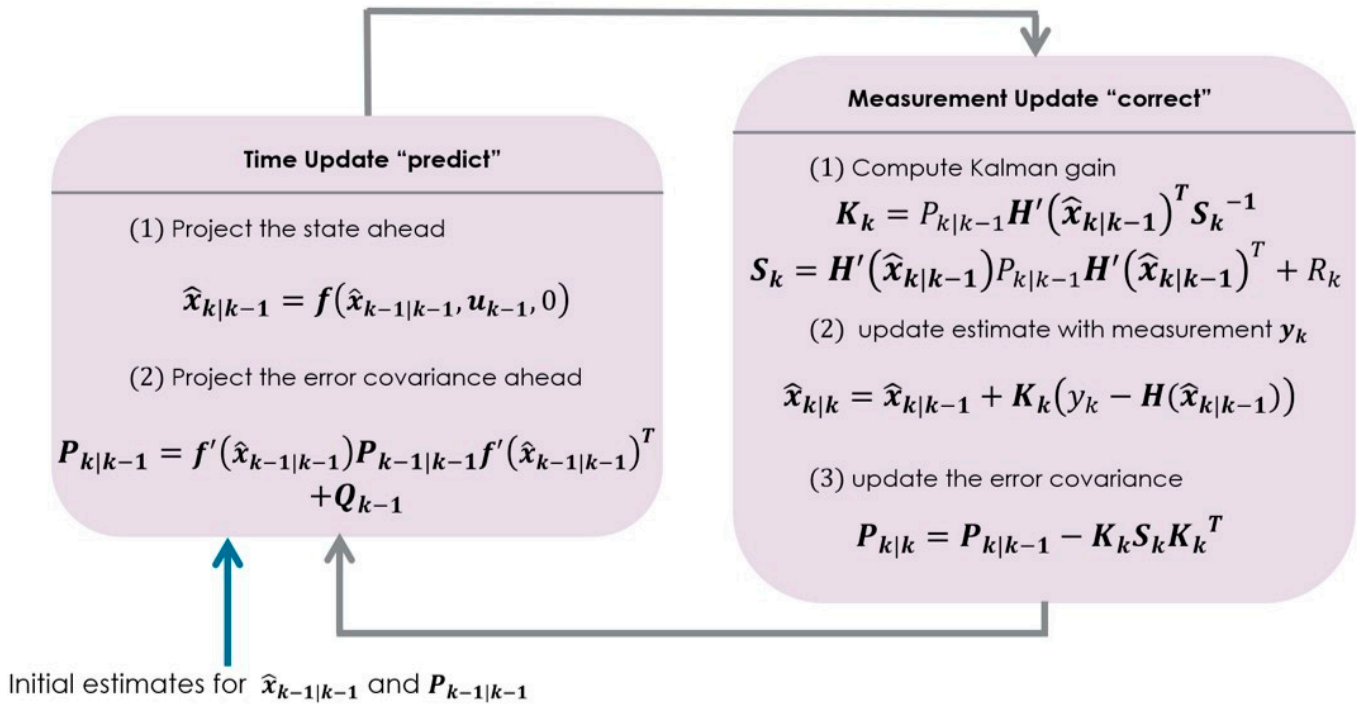 Time Update “predict”
(1) Project the state ahead
x̂ₖ|ₖ₋₁ = f(x̂ₖ₋₁|ₖ₋₁, uₖ₋₁, 0)
(2) Project the error covariance ahead
Pₖ|ₖ₋₁ = f′(x̂ₖ₋₁|ₖ₋₁)Pₖ₋₁|ₖ₋₁f′(x̂ₖ₋₁|ₖ₋₁)ᵀ
+Qₖ₋₁
Measurement Update “correct”
(1) Compute Kalman gain
Kₖ = Pₖ|ₖ₋₁H′(x̂ₖ|ₖ₋₁)ᵀSₖ⁻¹
Sₖ = H′(x̂ₖ|ₖ₋₁)Pₖ|ₖ₋₁H′(x̂ₖ|ₖ₋₁)ᵀ + Rₖ
(2) update estimate with measurement yₖ
x̂ₖ|ₖ = x̂ₖ|ₖ₋₁ + Kₖ(yₖ − H(x̂ₖ|ₖ₋₁))
(3) update the error covariance
Pₖ|ₖ = Pₖ|ₖ₋₁ − KₖSₖKₖᵀ
Initial estimates for x̂ₖ₋₁|ₖ₋₁ and Pₖ₋₁|ₖ₋₁